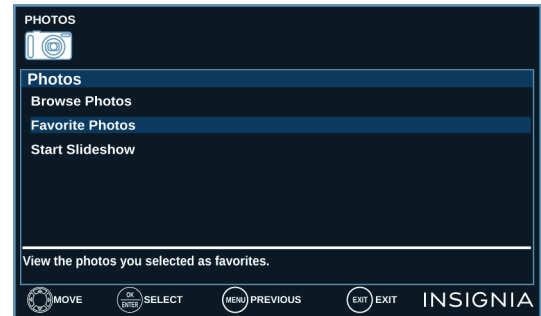 PHOTOS
Photos
Browse Photos
Favorite Photos
Start Slideshow
View the photos you selected as favorites.
MOVE OK ENTER SELECT MENU PREVIOUS EXIT EXIT INSIGNIA